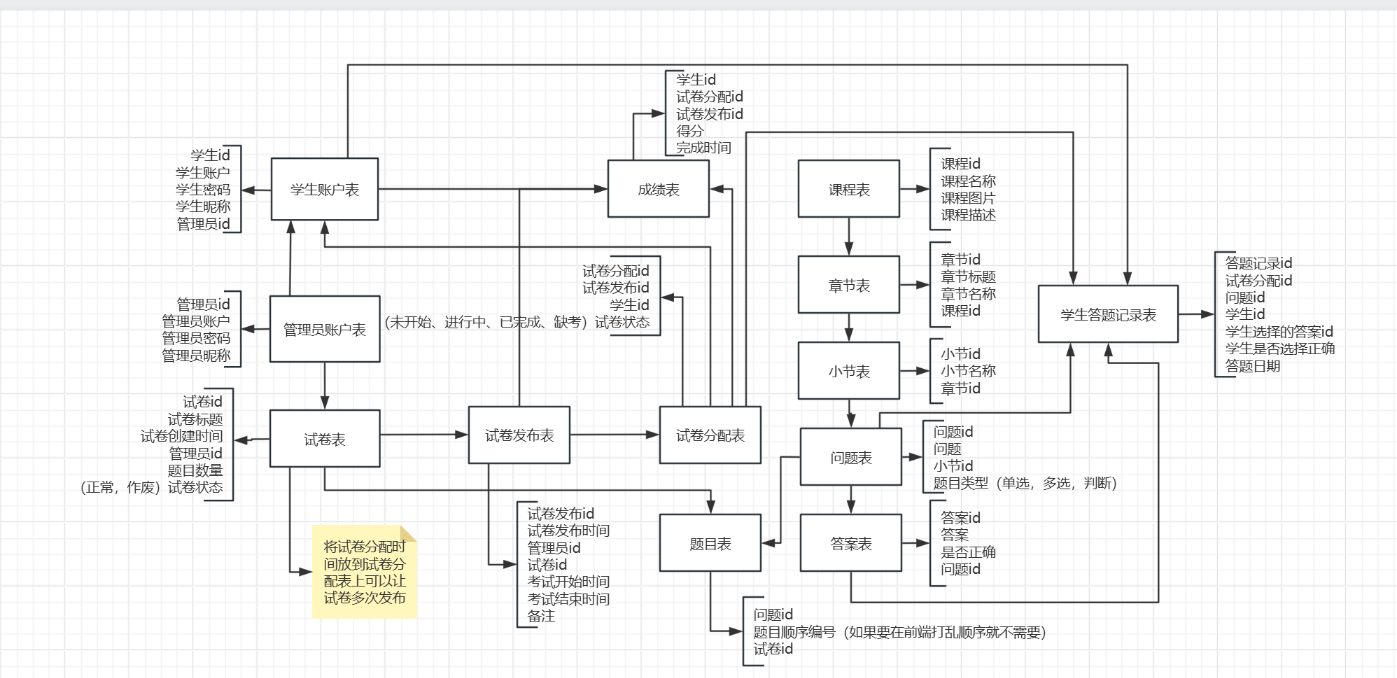 学生id
试卷分配id
试卷发布id
得分
完成时间
学生id
学生账户
学生密码
学生昵称
管理员id
学生账户表
成绩表
课程表
课程id
课程名称
课程图片
课程描述
试卷分配id
试卷发布id
学生id
（未开始、进行中、已完成、缺考）试卷状态
章节表
章节id
章节标题
章节名称
课程id
学生答题记录表
答题记录id
试卷分配id
问题id
学生id
学生选择的答案id
学生是否选择正确
答题日期
管理员id
管理员账户
管理员密码
管理员昵称
管理员账户表
小节表
小节id
小节名称
章节id
试卷id
试卷标题
试卷创建时间
管理员id
题目数量
（正常，作废）试卷状态
试卷表
试卷发布表
试卷分配表
问题表
问题id
问题
小节id
题目类型（单选，多选，判断）
将试卷分配时
间放到试卷分
配表上可以让
试卷多次发布
试卷发布id
试卷发布时间
管理员id
试卷id
考试开始时间
考试结束时间
备注
题目表
答案表
答案id
答案
是否正确
问题id
问题id
题目顺序编号（如果要在前端打乱顺序就不需要）
试卷id